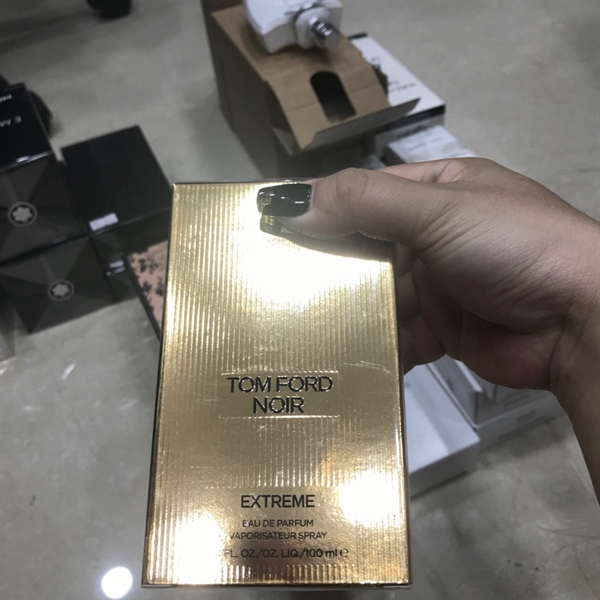 TOM FORD
NOIR
EXTREME
EAU DE PARFUM
VAPORISATEUR SPRAY
FL. OZ./OZ. LIQ./100 ml e